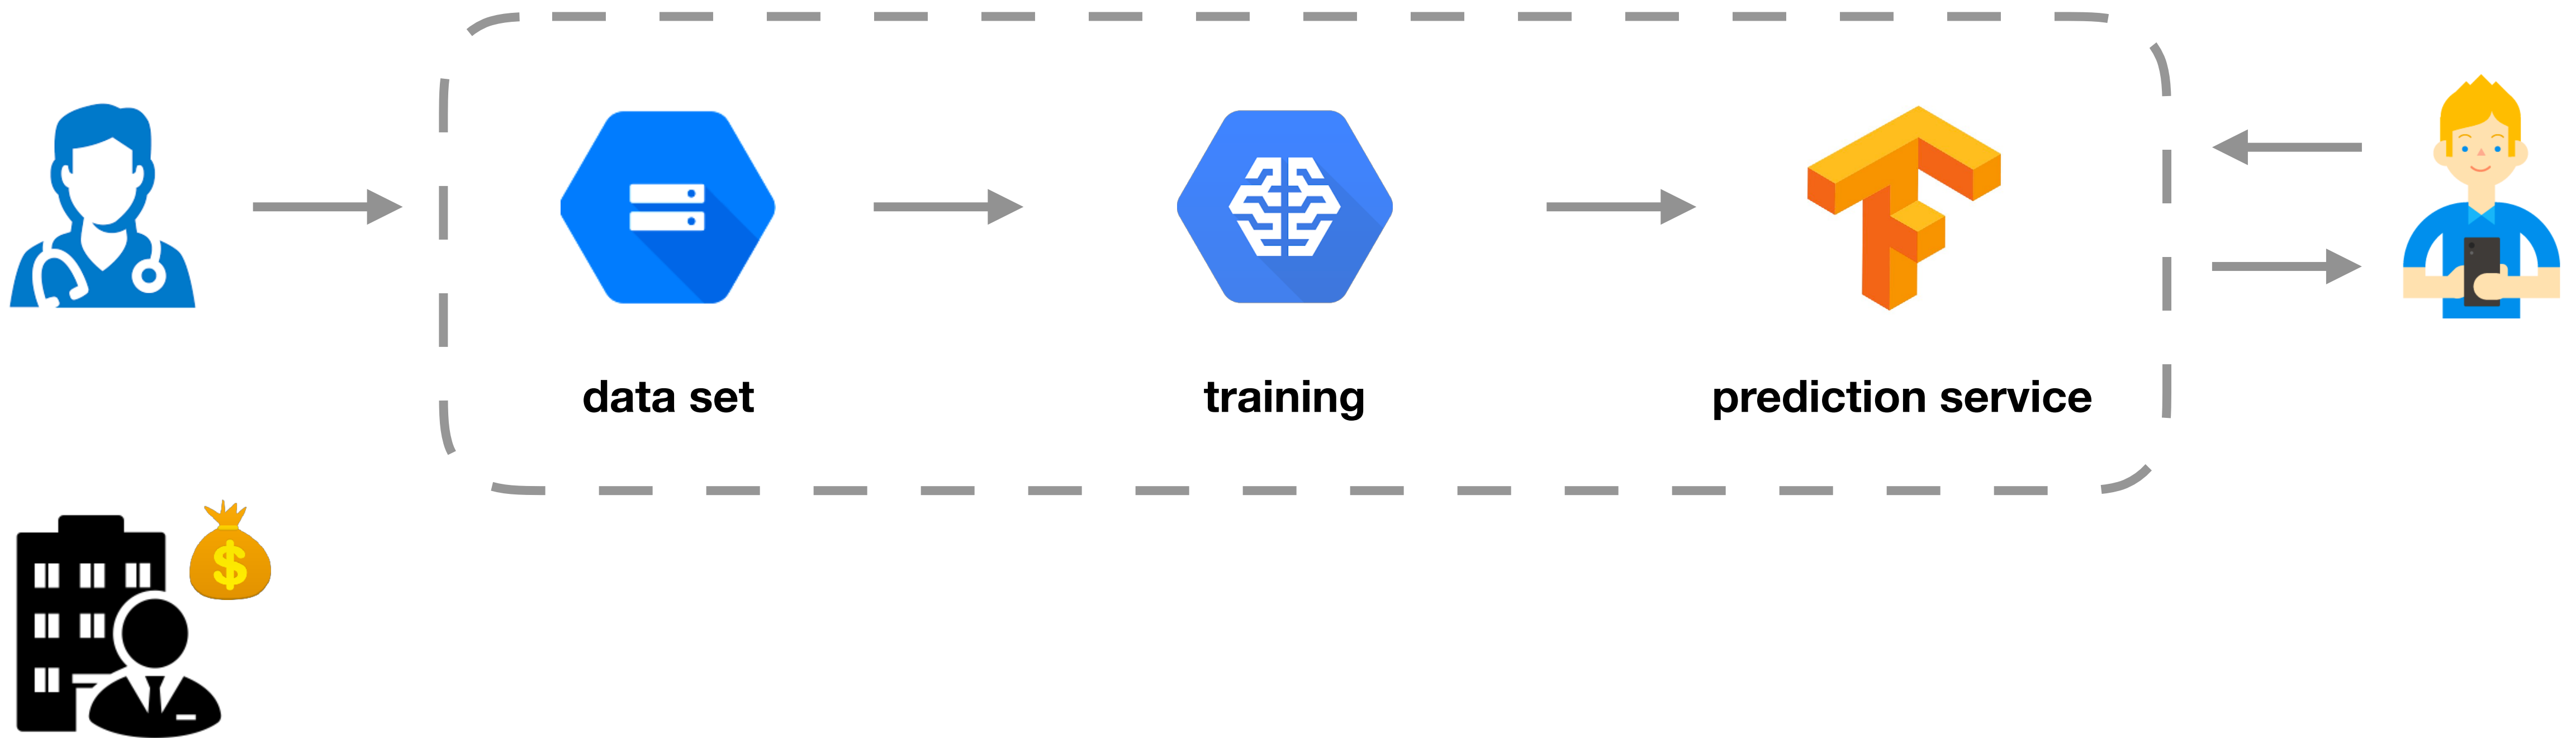 data set
training
prediction service
$